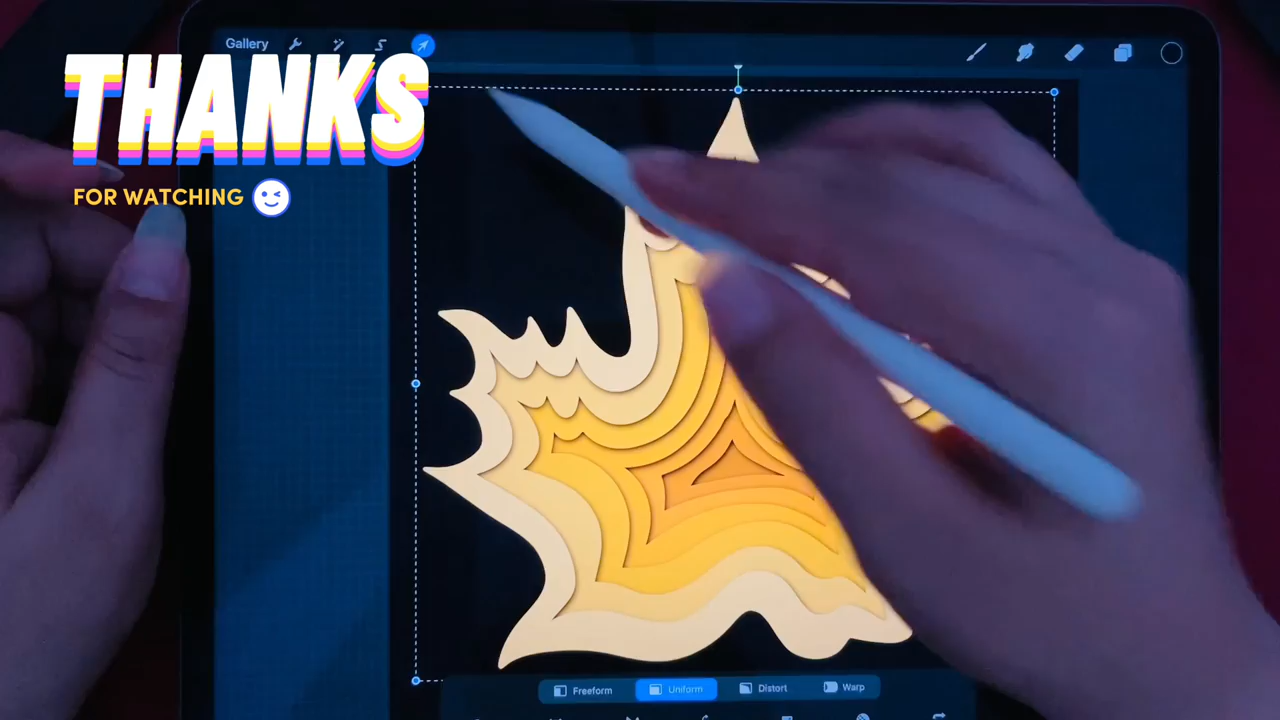 Gallery
THANKS
FOR WATCHING
Freeform
Uniform
Distort
Warp